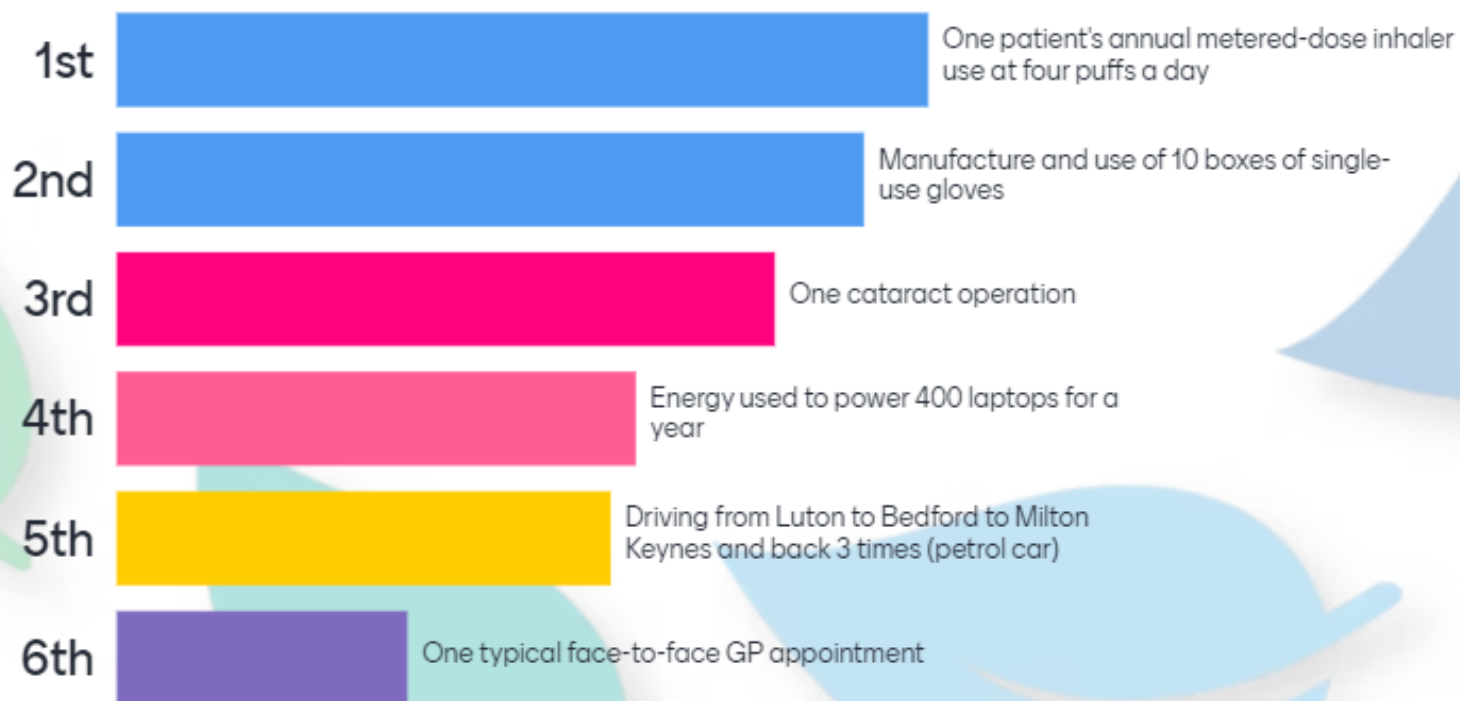 1st
One patient's annual metered-dose inhaler
use at four puffs a day
2nd
Manufacture and use of 10 boxes of single-
use gloves
3rd
One cataract operation
4th
Energy used to power 400 laptops for a
year
5th
Driving from Luton to Bedford to Milton
Keynes and back 3 times (petrol car)
6th
One typical face-to-face GP appointment